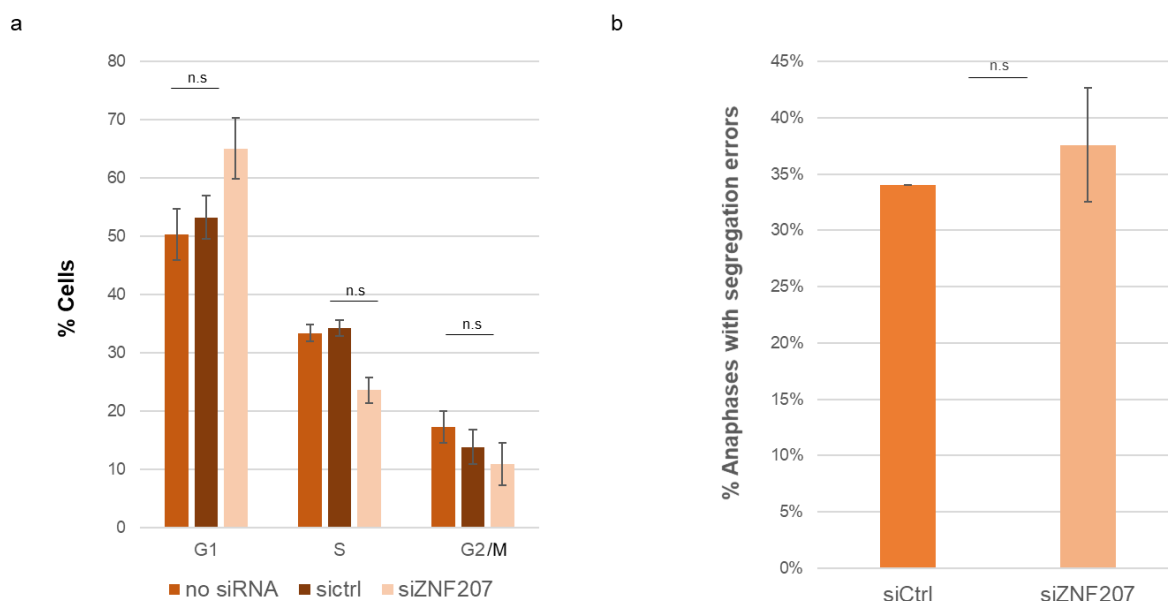 a
80
70
60
50
40
30
20
10
0
% Cells
n.s
n.s
n.s
G1 S G2/M
no siRNA sictrl siZNF207
b
45%
40%
35%
30%
25%
20%
15%
10%
5%
0%
% Anaphases with segregation errors
n.s
siCtrl siZNF207